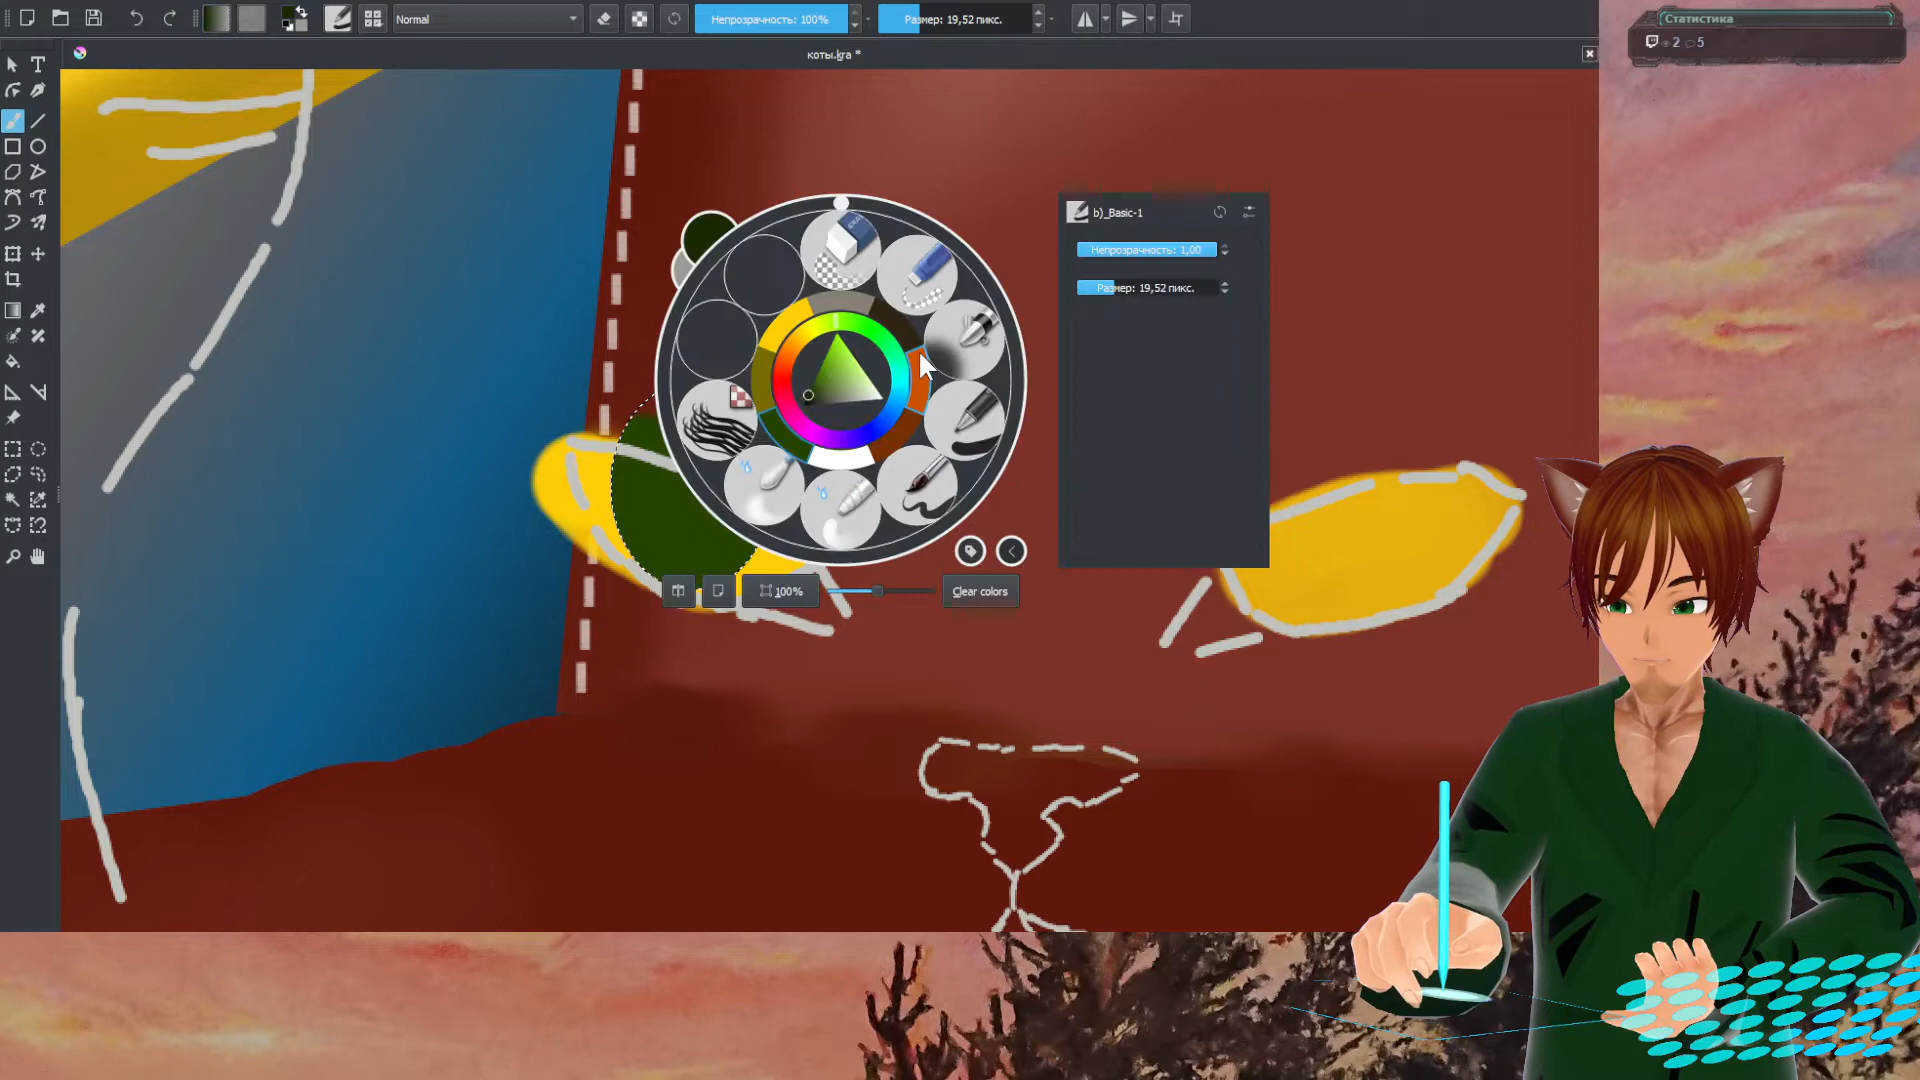 Normal
Непрозрачность: 100%
Размер: 19,52 пикс.
Статистика
2 5
коты.kra *
b)_Basic-1
Непрозрачность: 1,00
Размер: 19,52 пикс.
100%
Clear colors